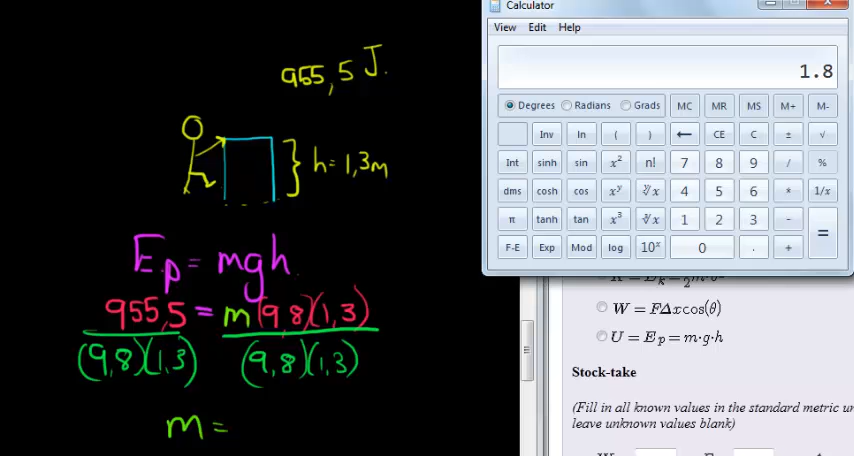 955,5 J.
h = 1,3m
Ep = mgh
955,5 = m(9,8)(1,3)
(9,8)(1,3) (9,8)(1,3)
m =
Calculator
View Edit Help
1.8
Degrees Radians Grads MC MR MS M+ M-
Inv ln ( ) ← CE C ± √
Int sinh sin x² n! 7 8 9 / %
dms cosh cos xʸ ʸ√x 4 5 6 * 1/x
π tanh tan x³ ³√x 1 2 3 - =
F-E Exp Mod log 10ˣ 0 . +
W = FΔx cos(θ)
U = Ep = m·g·h
Stock-take
(Fill in all known values in the standard metric
leave unknown values blank)